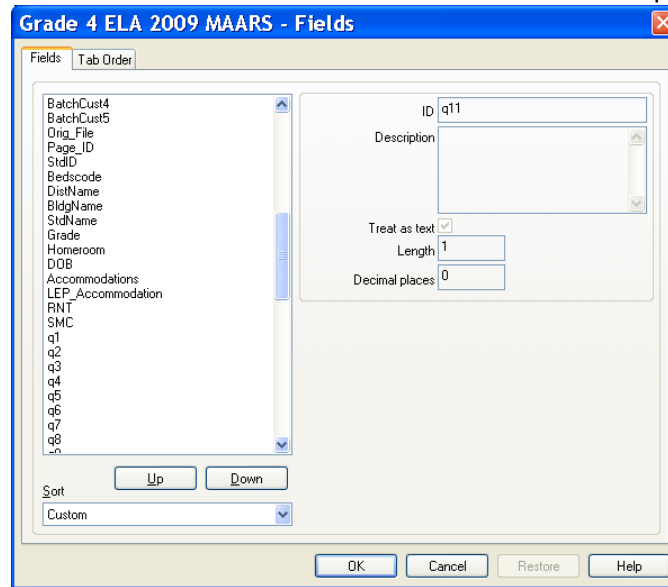 Grade 4 ELA 2009 MAARS - Fields
Fields Tab Order
BatchCust4
BatchCust5
Orig_File
Page_ID
StdID
Bedscode
DistName
BldgName
StdName
Grade
Homeroom
DOB
Accommodations
LEP_Accommodation
RNT
SMC
q1
q2
q3
q4
q5
q6
q7
q8
ID q11
Description
Treat as text
Length 1
Decimal places 0
Up Down
Sort
Custom
OK Cancel Restore Help